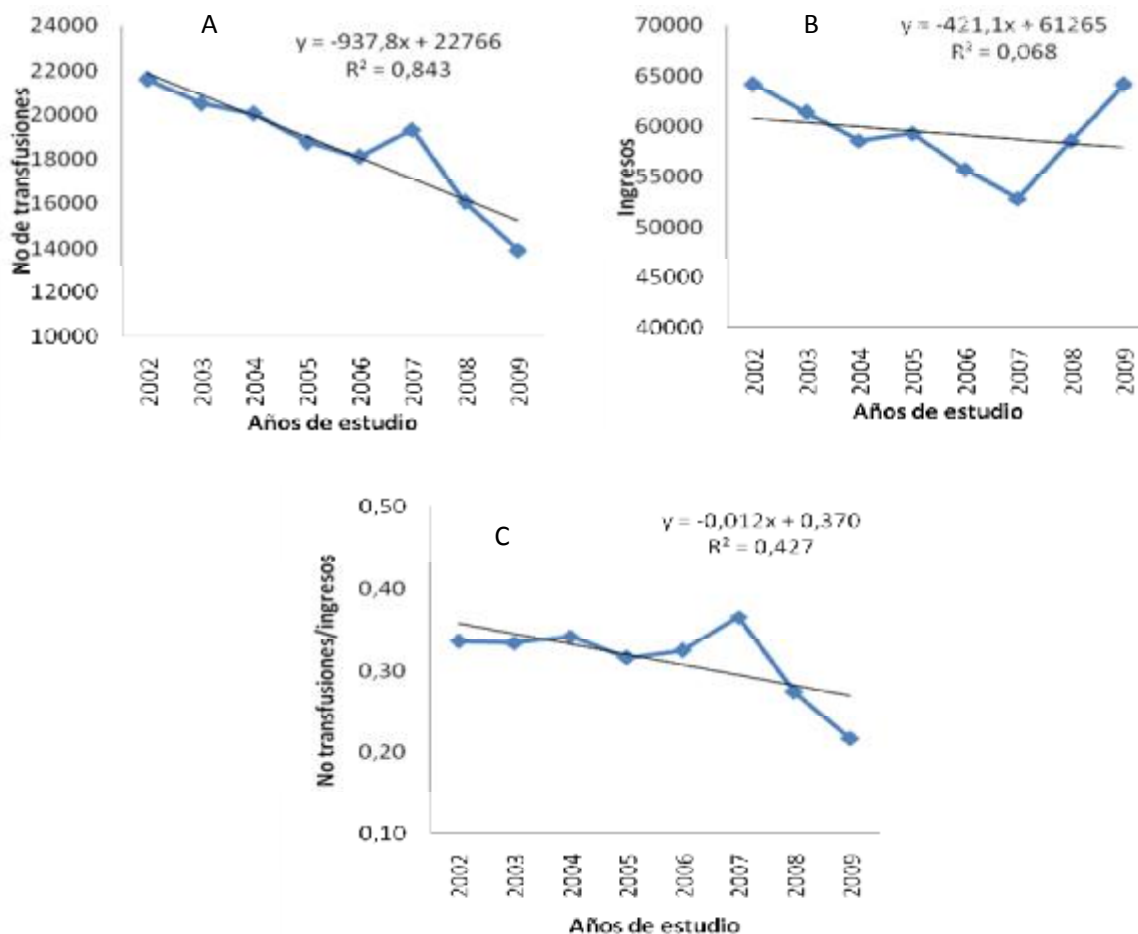 A
y = -937,8x + 22766
R² = 0,843
No de transfusiones
24000
22000
20000
18000
16000
14000
12000
10000
2002
2003
2004
2005
2006
2007
2008
2009
Años de estudio
B
y = -421,1x + 61265
R² = 0,068
Ingresos
70000
65000
60000
55000
50000
45000
40000
2002
2003
2004
2005
2006
2007
2008
2009
Años de estudio
C
y = -0,012x + 0,370
R² = 0,427
No transfusiones/ingresos
0,50
0,40
0,30
0,20
0,10
2002
2003
2004
2005
2006
2007
2008
2009
Años de estudio